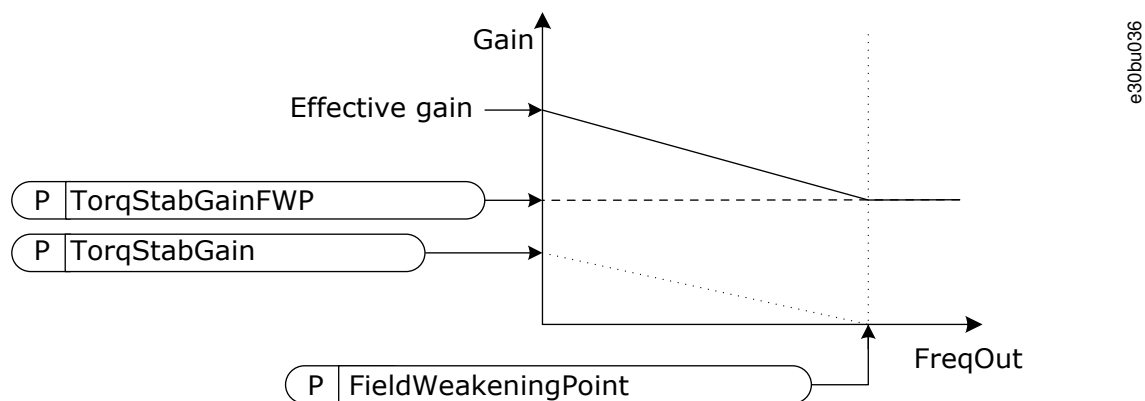 Gain
e30bu036
Effective gain
P TorqStabGainFWP
P TorqStabGain
FreqOut
P FieldWeakeningPoint